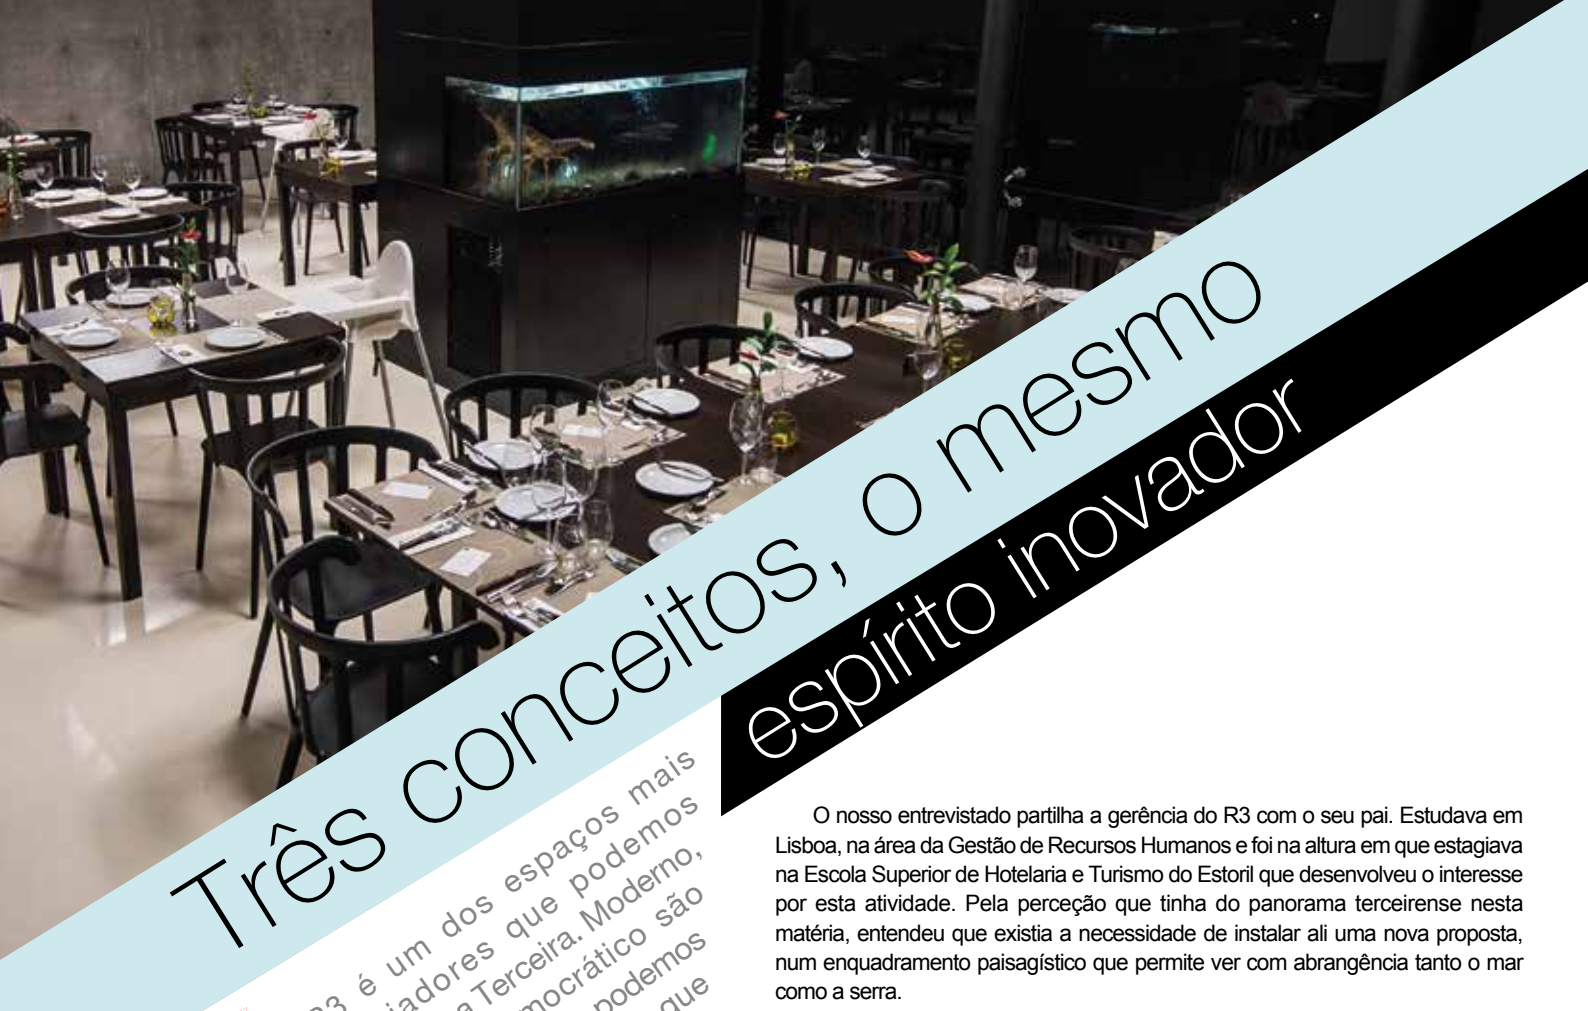 Três conceitos, o mesmo
espírito inovador
R3 é um dos espaços mais
que podemos
Terceira. Moderno,
são
podemos
que
O nosso entrevistado partilha a gerência do R3 com o seu pai. Estudava em
Lisboa, na área da Gestão de Recursos Humanos e foi na altura em que estagiava
na Escola Superior de Hotelaria e Turismo do Estoril que desenvolveu o interesse
por esta atividade. Pela perceção que tinha do panorama terceirense nesta
matéria, entendeu que existia a necessidade de instalar ali uma nova proposta,
num enquadramento paisagístico que permite ver com abrangência tanto o mar
como a serra.